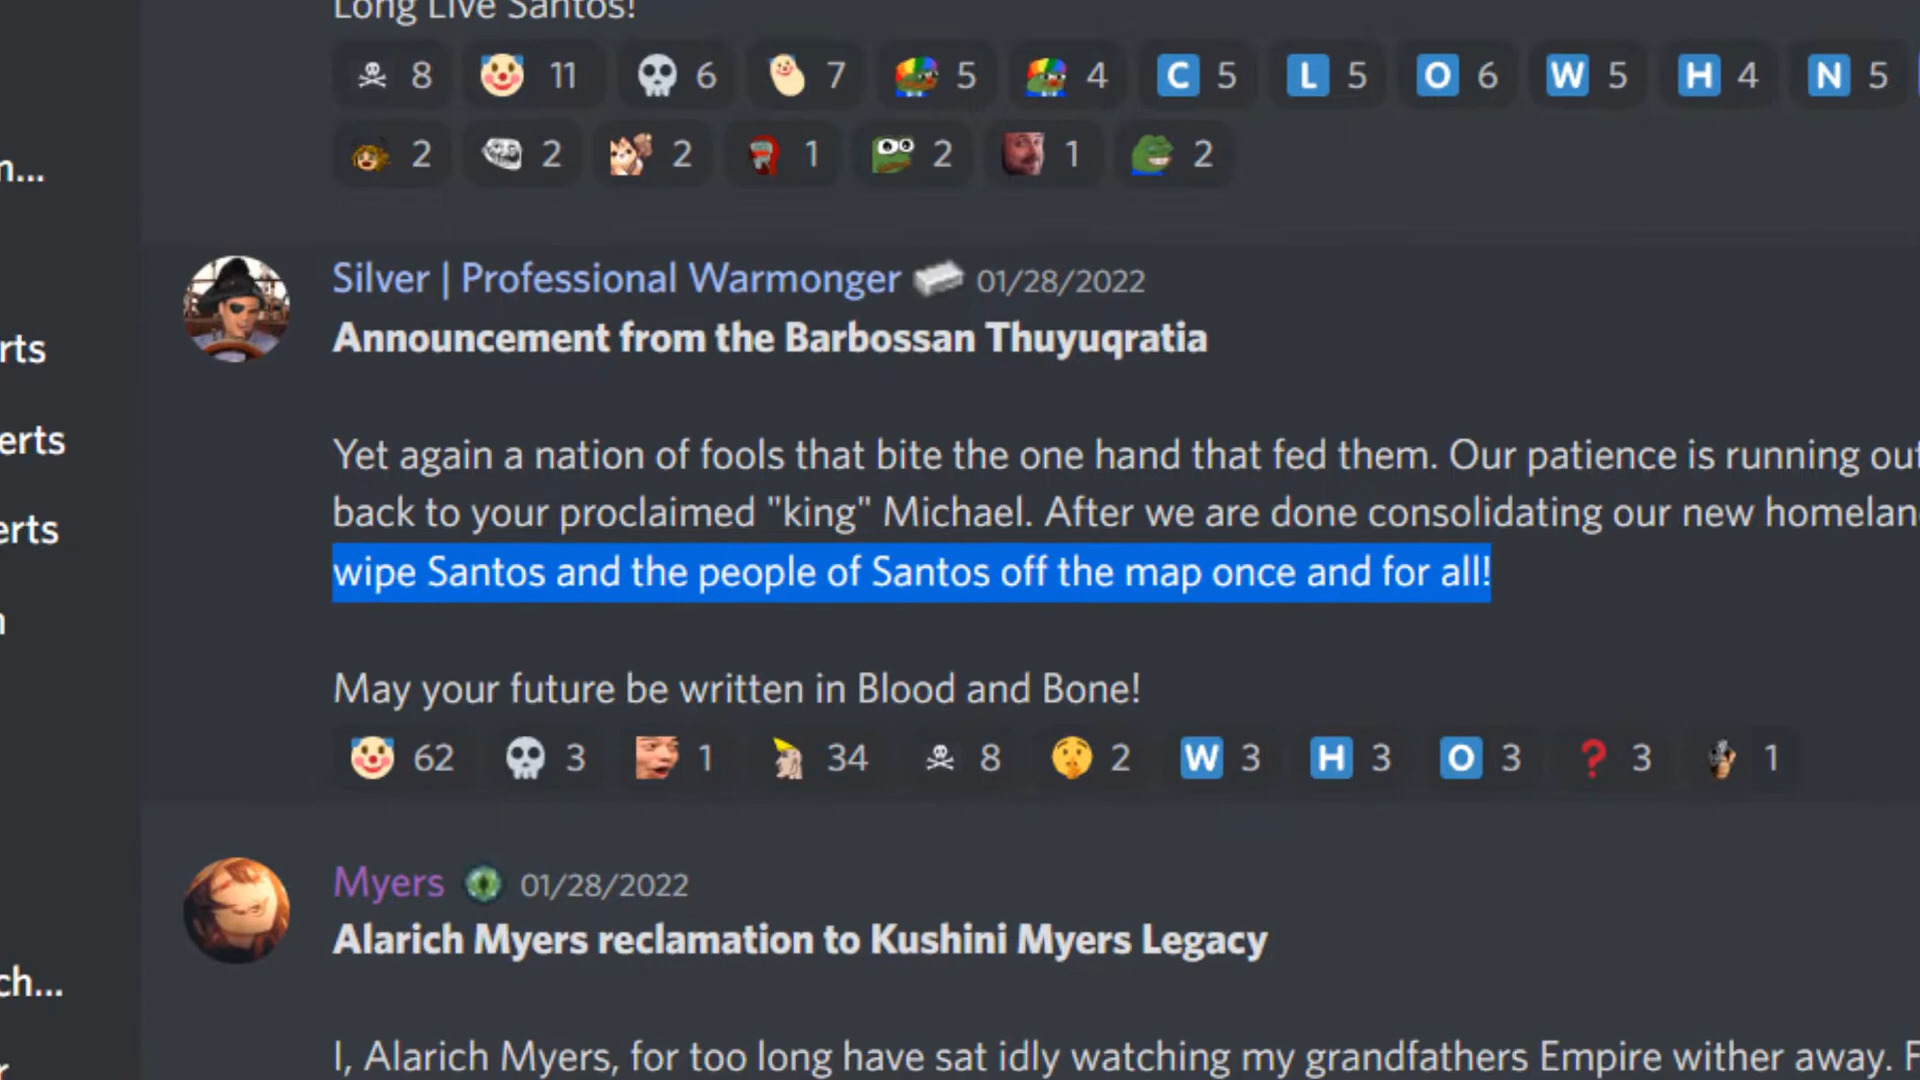 Long Live Santos!
8 11 6 7 5 4 C 5 L 5 O 6 W 5 H 4 N 5
n...
2 2 2 1 2 1 2
Silver | Professional Warmonger 01/28/2022
rts
Announcement from the Barbossan Thuyuqratia
erts
Yet again a nation of fools that bite the one hand that fed them. Our patience is running out
erts
back to your proclaimed "king" Michael. After we are done consolidating our new homelan
wipe Santos and the people of Santos off the map once and for all!
May your future be written in Blood and Bone!
62 3 1 34 8 2 W 3 H 3 O 3 ❓ 3 1
Myers 01/28/2022
Alarich Myers reclamation to Kushini Myers Legacy
ch...
I, Alarich Myers, for too long have sat idly watching my grandfathers Empire wither away. F